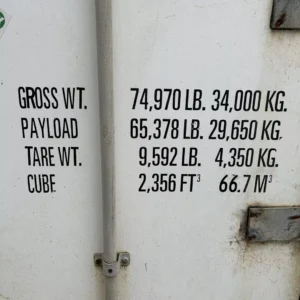 GROSS WT. 74,970 LB. 34,000 KG.
PAYLOAD 65,378 LB. 29,650 KG.
TARE WT. 9,592 LB. 4,350 KG.
CUBE 2,356 FT³ 66.7 M³